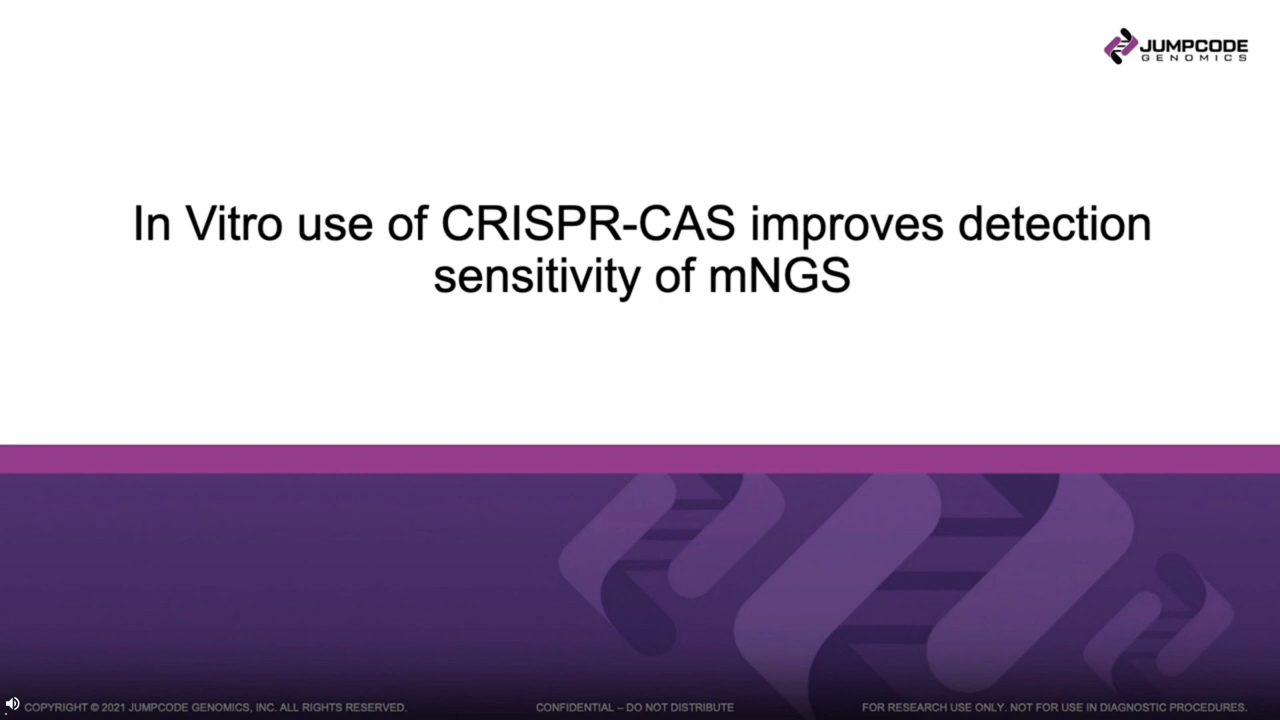 JUMPCODE
GENOMICS
In Vitro use of CRISPR-CAS improves detection
sensitivity of mNGS
COPYRIGHT © 2021 JUMPCODE GENOMICS, INC. ALL RIGHTS RESERVED.
CONFIDENTIAL – DO NOT DISTRIBUTE
FOR RESEARCH USE ONLY. NOT FOR USE IN DIAGNOSTIC PROCEDURES.